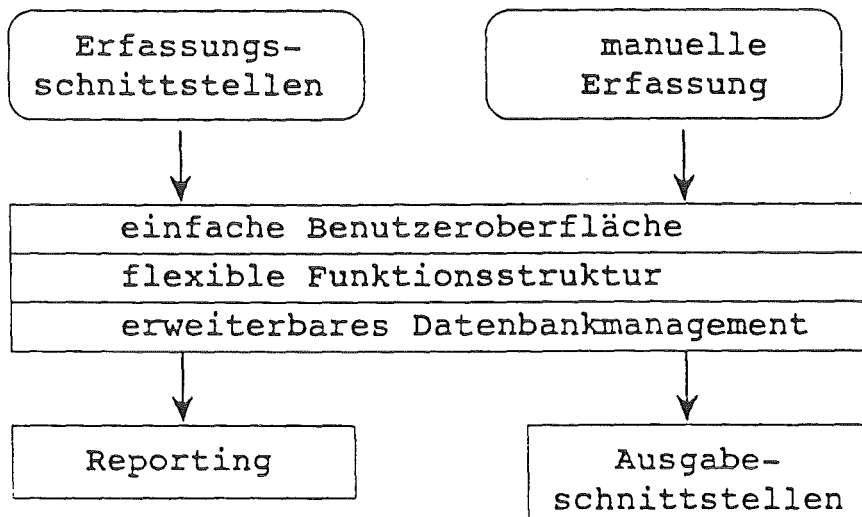 Erfassungs-
schnittstellen
manuelle
Erfassung
einfache Benutzeroberfläche
flexible Funktionsstruktur
erweiterbares Datenbankmanagement
Reporting
Ausgabe-
schnittstellen